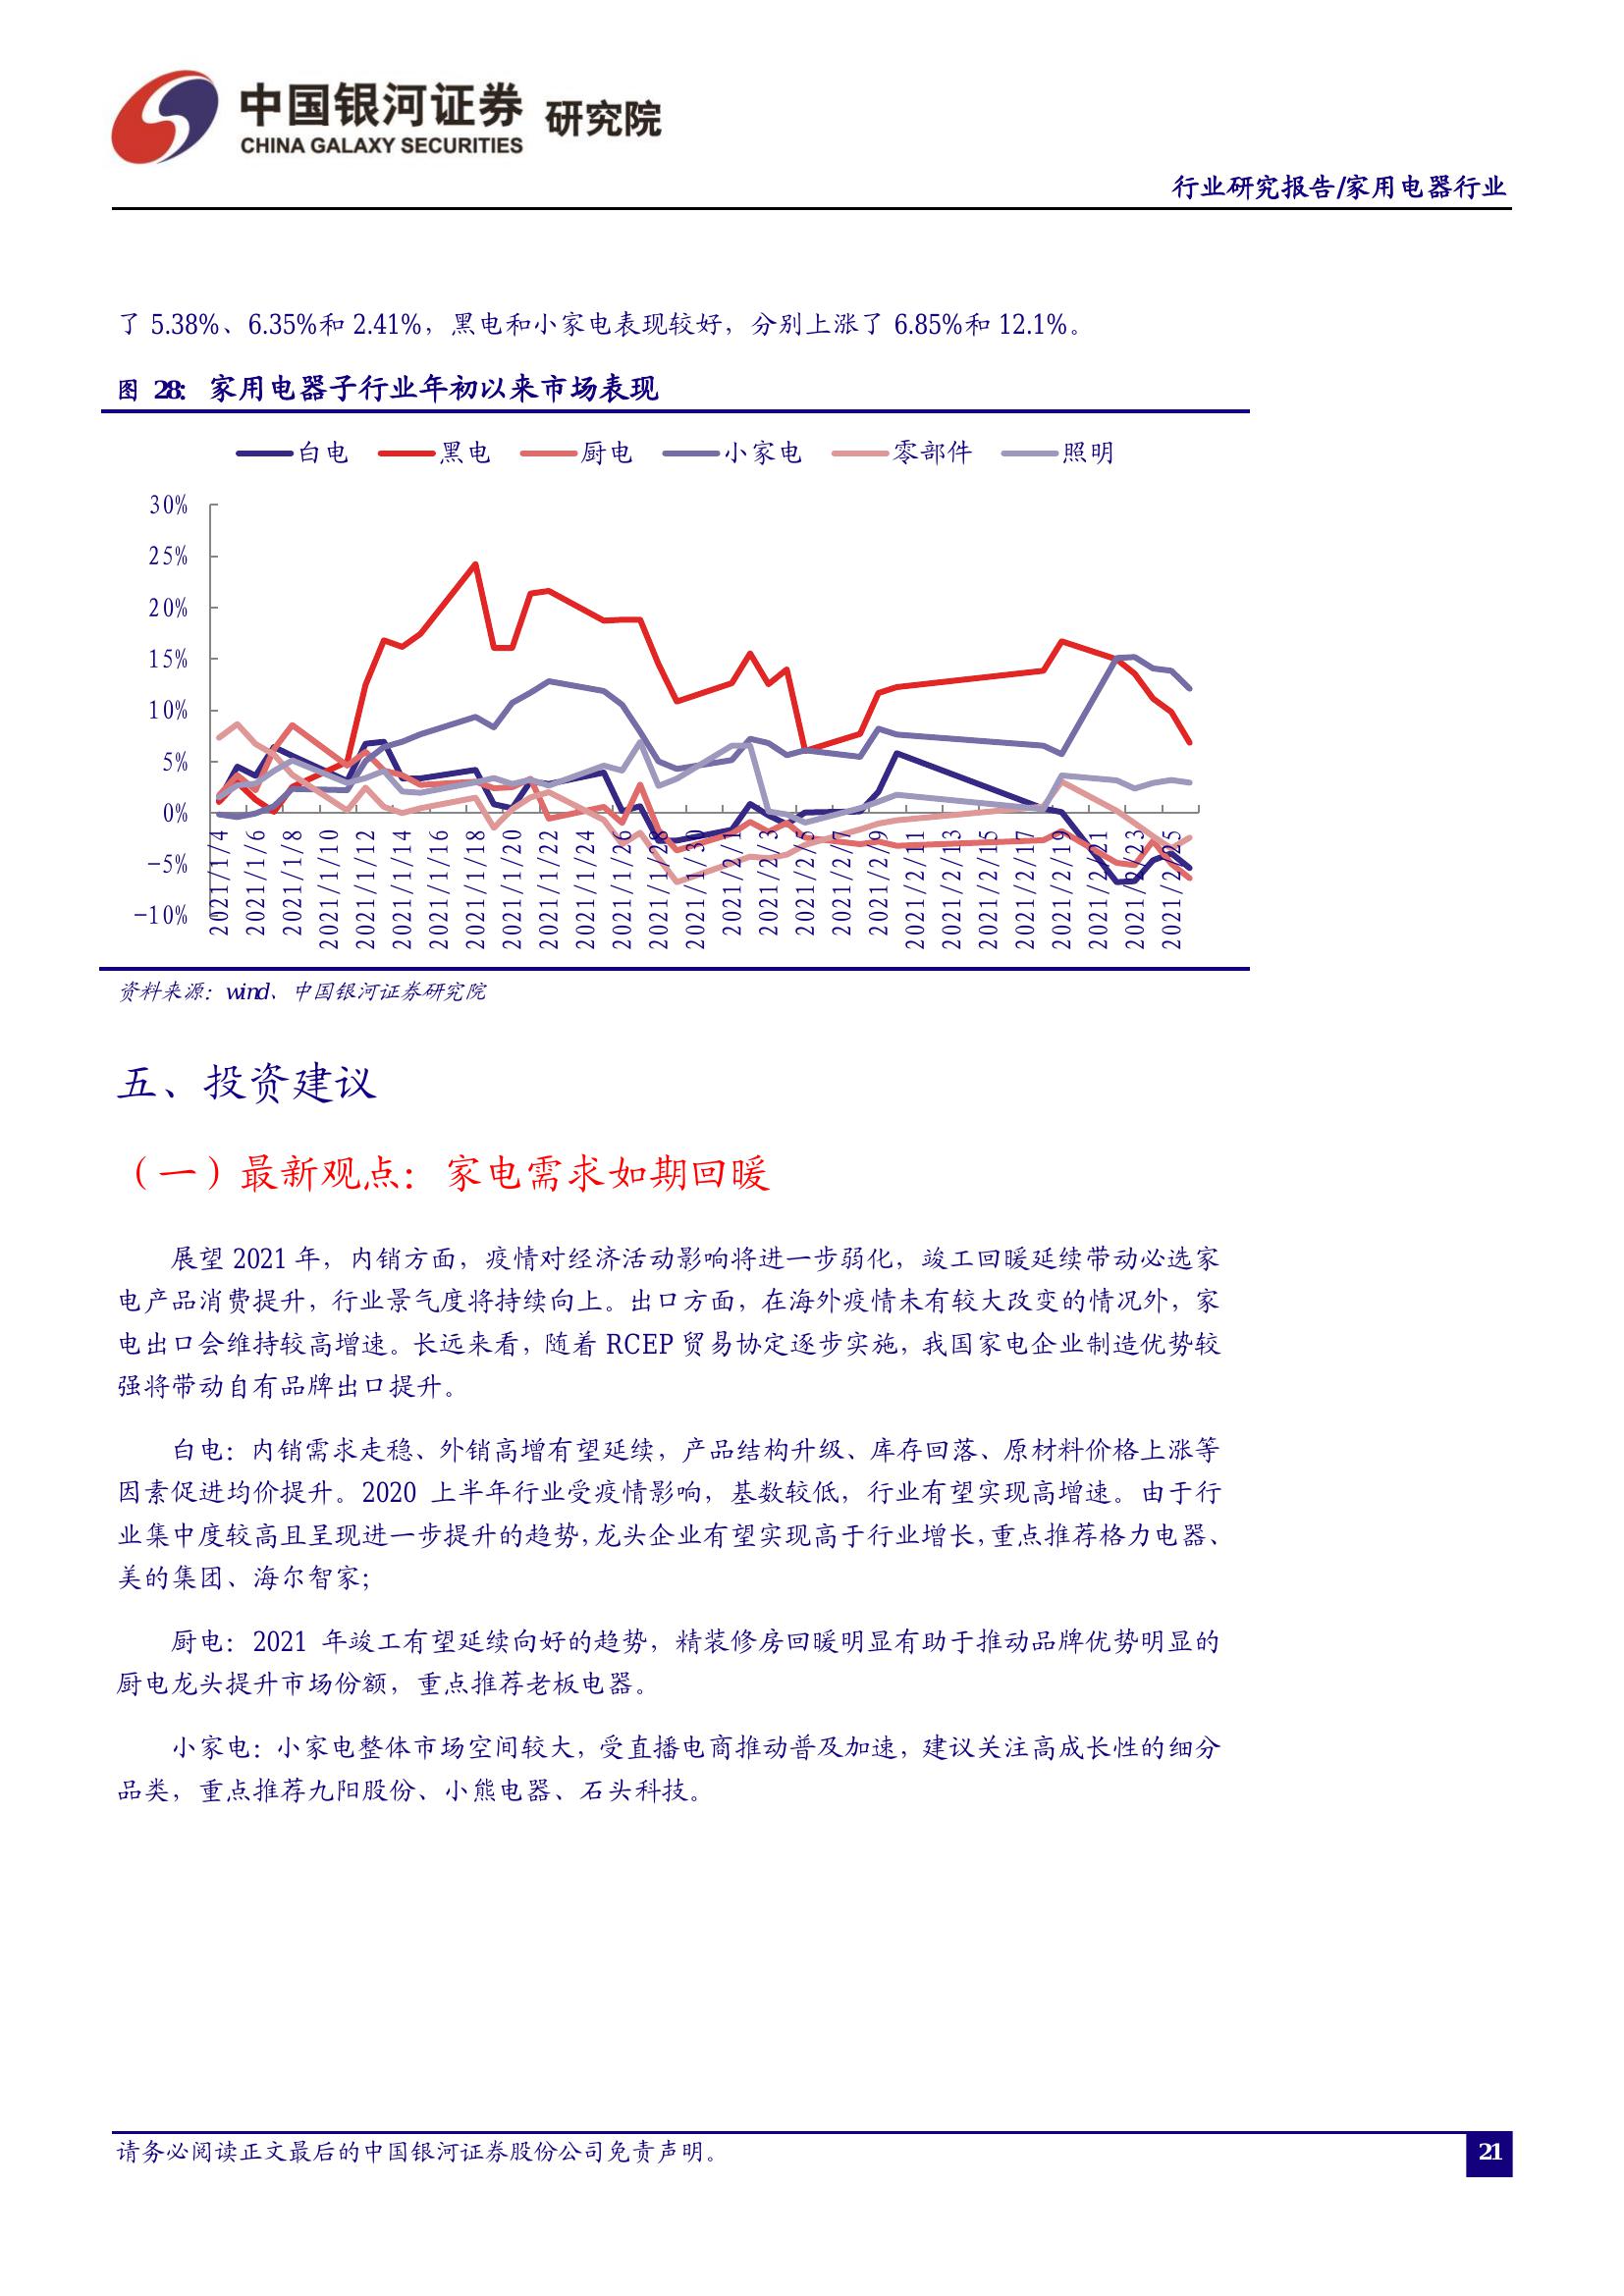 中国银河证券 研究院
CHINA GALAXY SECURITIES
行业研究报告/家用电器行业
了 5.38%、6.35%和 2.41%，黑电和小家电表现较好，分别上涨了 6.85%和 12.1%。
图 28： 家用电器子行业年初以来市场表现
白电 黑电 厨电 小家电 零部件 照明
30%
25%
20%
15%
10%
5%
0%
-5%
-10%
2021/1/4
2021/1/6
2021/1/8
2021/1/10
2021/1/12
2021/1/14
2021/1/16
2021/1/18
2021/1/20
2021/1/22
2021/1/24
2021/1/26
2021/1/28
2021/1/30
2021/2/1
2021/2/3
2021/2/5
2021/2/7
2021/2/9
2021/2/11
2021/2/13
2021/2/15
2021/2/17
2021/2/19
2021/2/21
2021/2/23
2021/2/25
资料来源：wind、中国银河证券研究院
五、投资建议
（一）最新观点：家电需求如期回暖
展望 2021 年，内销方面，疫情对经济活动影响将进一步弱化，竣工回暖延续带动必选家
电产品消费提升，行业景气度将持续向上。出口方面，在海外疫情未有较大改变的情况外，家
电出口会维持较高增速。长远来看，随着 RCEP 贸易协定逐步实施，我国家电企业制造优势较
强将带动自有品牌出口提升。
白电：内销需求走稳、外销高增有望延续，产品结构升级、库存回落、原材料价格上涨等
因素促进均价提升。2020 上半年行业受疫情影响，基数较低，行业有望实现高增速。由于行
业集中度较高且呈现进一步提升的趋势，龙头企业有望实现高于行业增长，重点推荐格力电器、
美的集团、海尔智家；
厨电：2021 年竣工有望延续向好的趋势，精装修房回暖明显有助于推动品牌优势明显的
厨电龙头提升市场份额，重点推荐老板电器。
小家电：小家电整体市场空间较大，受直播电商推动普及加速，建议关注高成长性的细分
品类，重点推荐九阳股份、小熊电器、石头科技。
请务必阅读正文最后的中国银河证券股份公司免责声明。
21